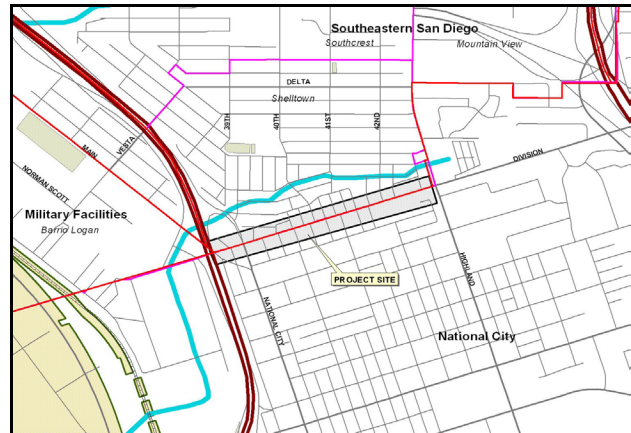 Southeastern San Diego
Southcrest
Mountain View
DELTA
Shelltown
39TH
40TH
41ST
42ND
VESTA
MAIN
DIVISION
NORMAN SCOTT
Military Facilities
Barrio Logan
PROJECT SITE
HIGHLAND
NATIONAL CITY
National City